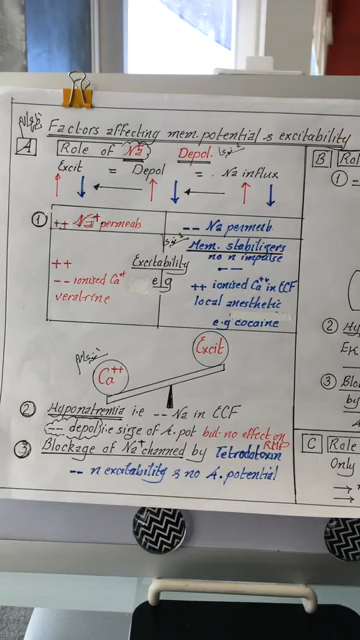 Factors affecting mem. potential & excitability
A Role of Na+ Depol.
Excit = Depol = Na influx
① ++ Na+ permeab
-- Na permeab
Mem. stabilizers
no n impulse
++ Excitability --
-- ionised Ca++ e.g
veratrine
++ ionised Ca++ in ECF
local anesthetic
e.g cocaine
Ca++ Excit
② Hyponatremia i.e -- Na in ECF
-- depol i.e size of A. pot but no effect on RMP
③ Blockage of Na+ channel by Tetrodotoxin
-- n excitability & no A. potential
B Rol
① =
② Hy
EK
③ Blo
by
C Role
Only